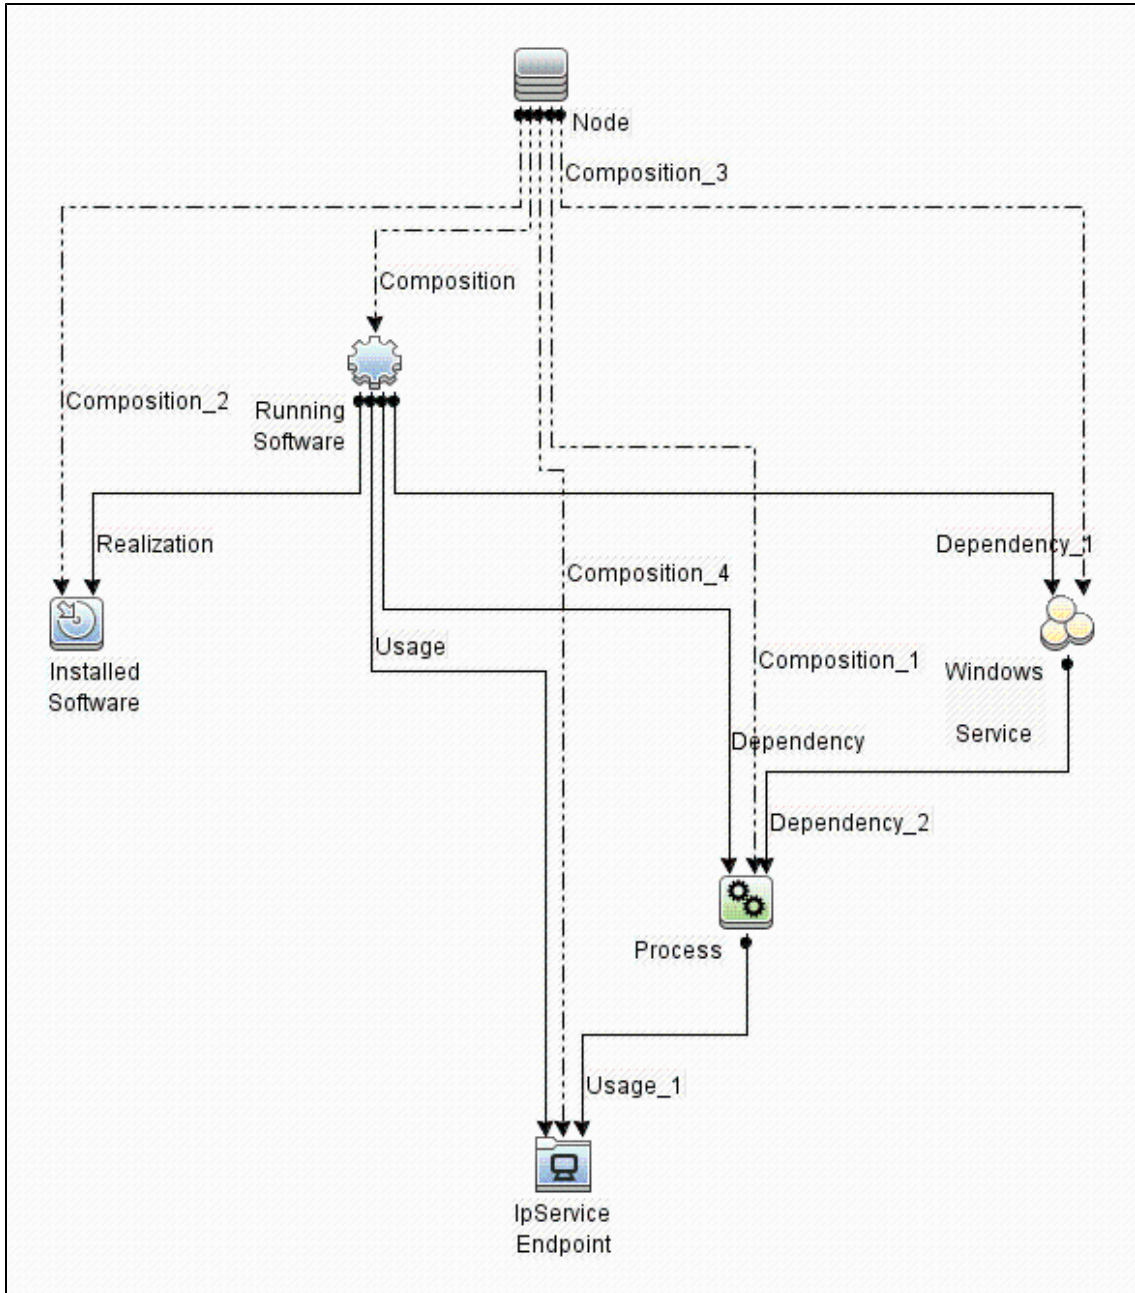 Node
Composition_3
Composition
Composition_2
Running
Software
Realization
Dependency_1
Composition_4
Usage
Composition_1
Installed
Software
Windows
Service
Dependency
Dependency_2
Process
Usage_1
IpService
Endpoint